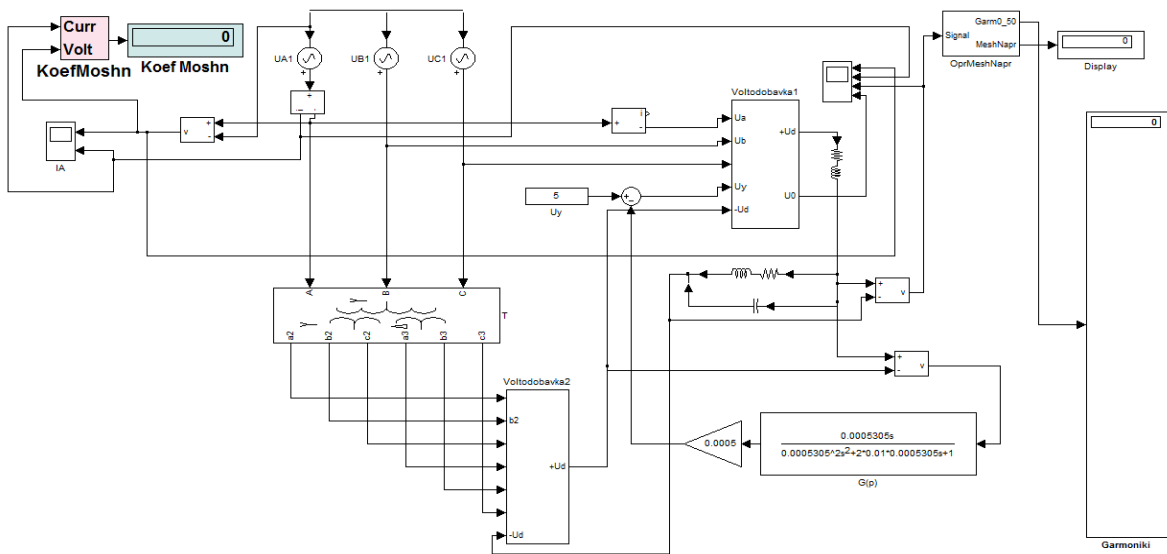 Curr
Volt
KoefMoshn
0
Koef Moshn
UA1
UB1
UC1
Signal
Garm0_50
MeshNapr
OprMeshNapr
0
Display
+
i
-
v
+
-
IA
+
i
-
Voltodobavka1
Ua
Ub
Uy
-Ud
+Ud
U0
5
Uy
+
-
0
Garmoniki
A
B
C
T
a2
b2
c2
a3
b3
c3
+
-
v
+
-
v
Voltodobavka2
b2
+Ud
-Ud
0.0005
0.0005305s
0.0005305^2s²+2*0.01*0.0005305s+1
G(p)